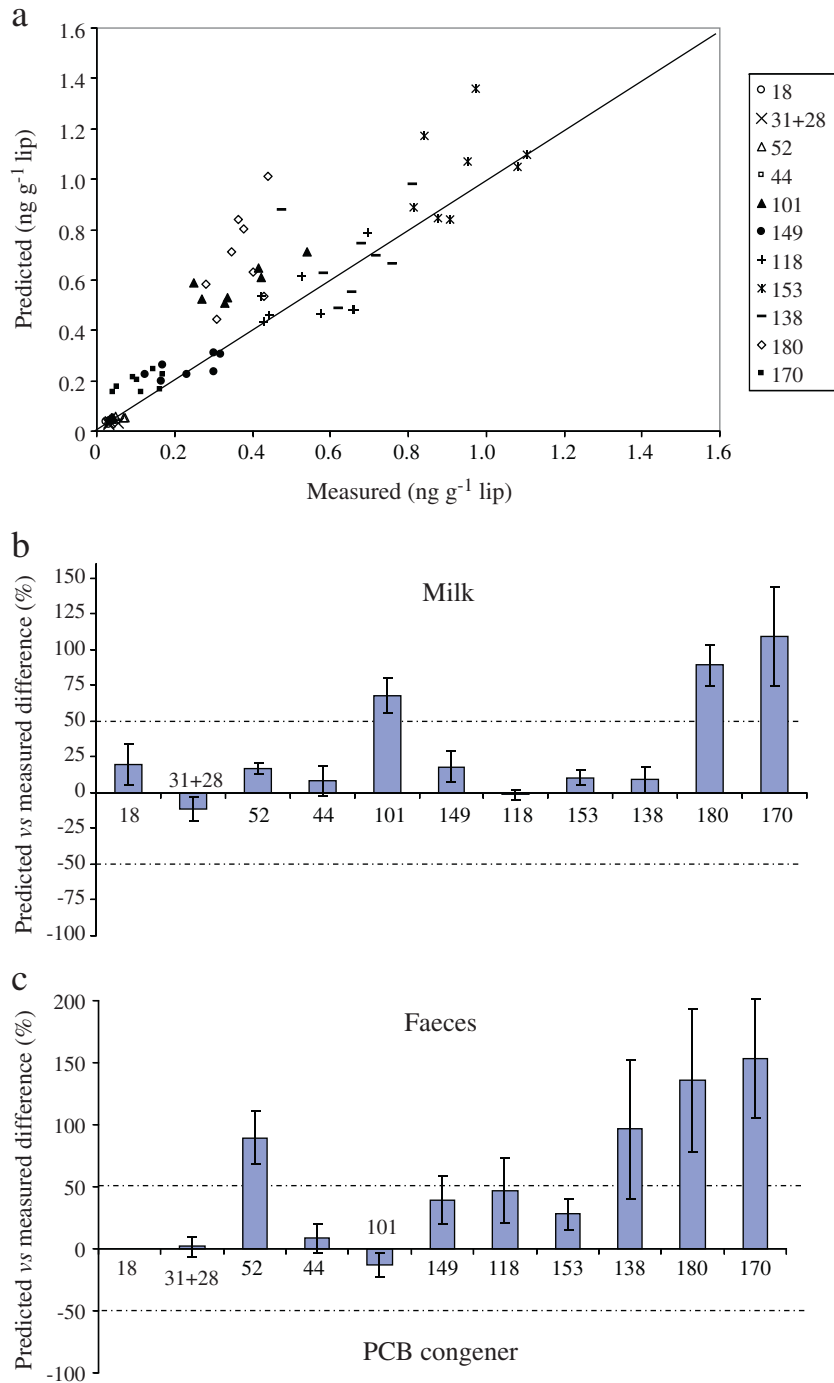 a
1.6
1.4
1.2
1.0
0.8
0.6
0.4
0.2
0
Predicted (ng g⁻¹ lip)
0 0.2 0.4 0.6 0.8 1.0 1.2 1.4 1.6
Measured (ng g⁻¹ lip)
18
31+28
52
44
101
149
118
153
138
180
170
b
Milk
Predicted vs measured difference (%)
150
125
100
75
50
25
0
-25
-50
-75
-100
18 31+28 52 44 101 149 118 153 138 180 170
c
Faeces
Predicted vs measured difference (%)
200
150
100
50
0
-50
-100
18 31+28 52 44 101 149 118 153 138 180 170
PCB congener